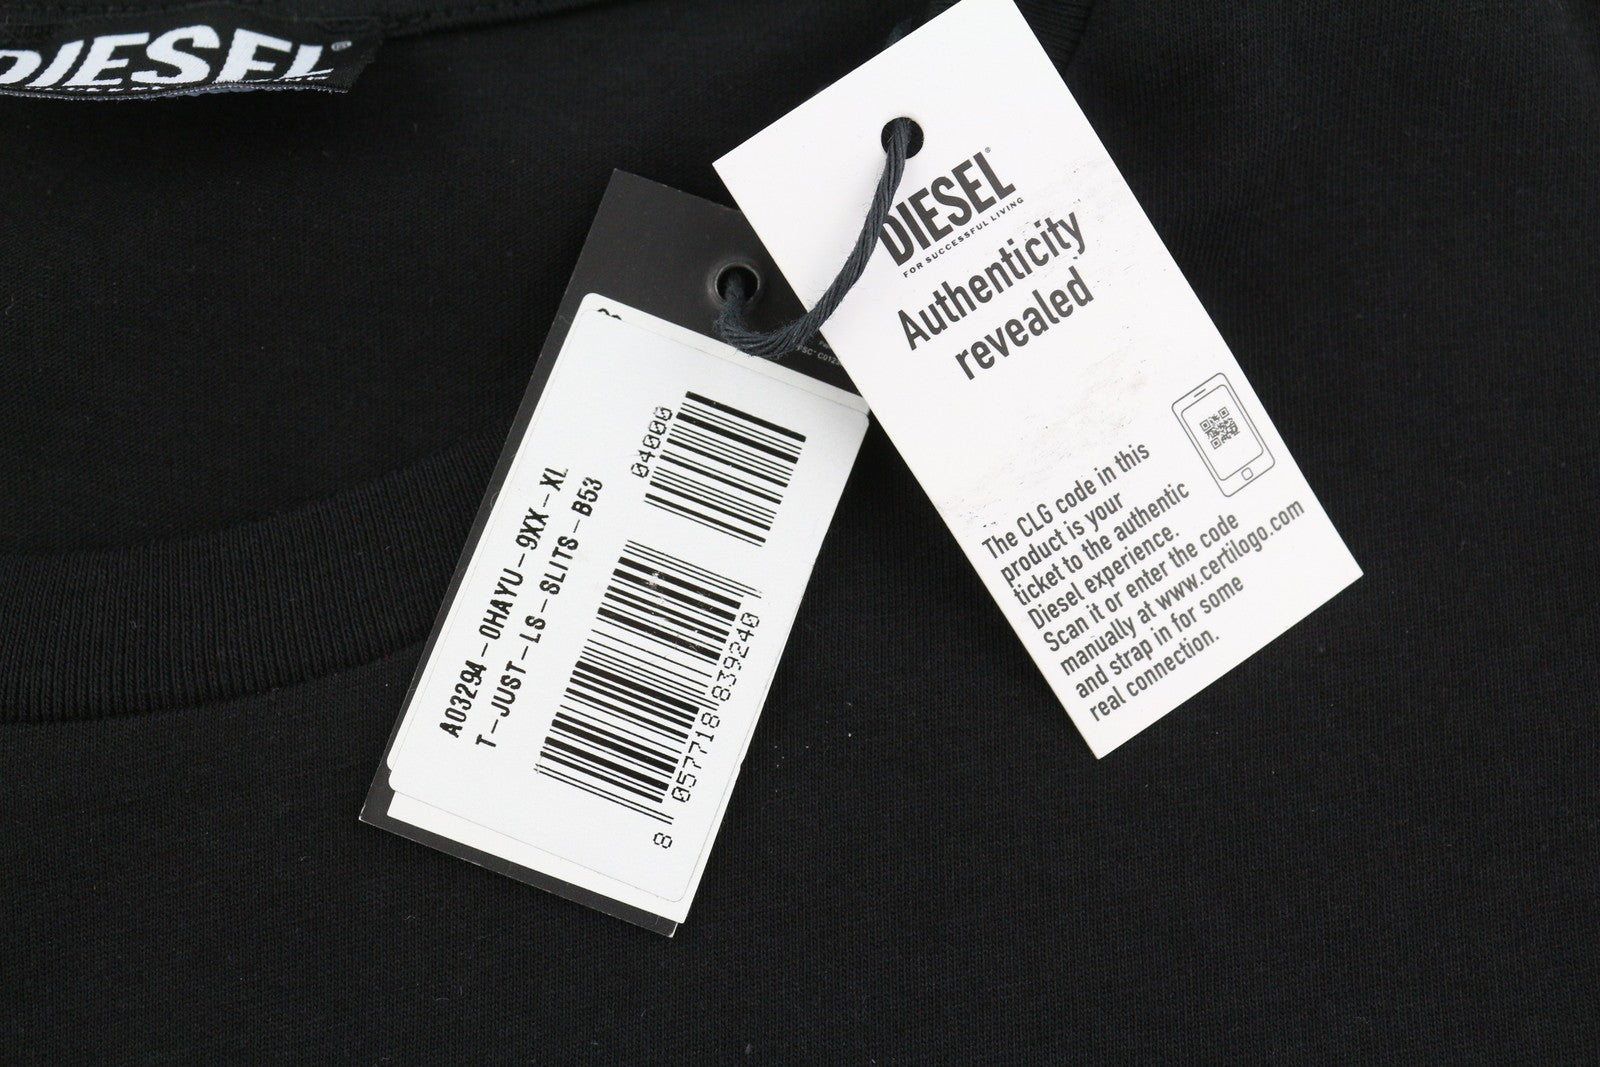 DIESEL®
DIESEL®
FOR SUCCESSFUL LIVING
Authenticity
revealed
The CLG code in this
product is your
ticket to the authentic
Diesel experience.
Scan it or enter the code
manually at www.certilogo.com
and strap in for some
real connection.
A03294-0HAYU-9XX-XL
T-JUST-LS-SLITS-B53
04000
8 057718 839240